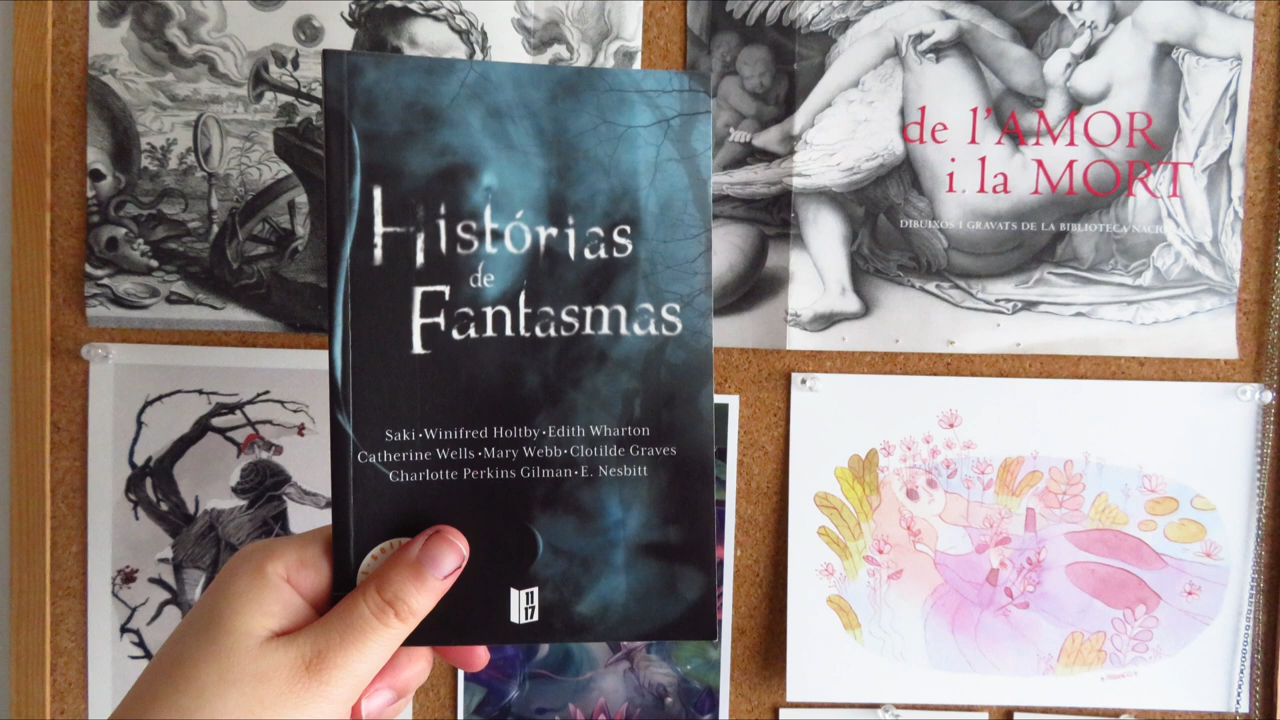 Histórias
de
Fantasmas
Saki • Winifred Holtby • Edith Wharton
Catherine Wells • Mary Webb • Clotilde Graves
Charlotte Perkins Gilman • E. Nesbitt
11
17
de l'AMOR
i la MORT
DIBUIXOS I GRAVATS DE LA BIBLIOTECA